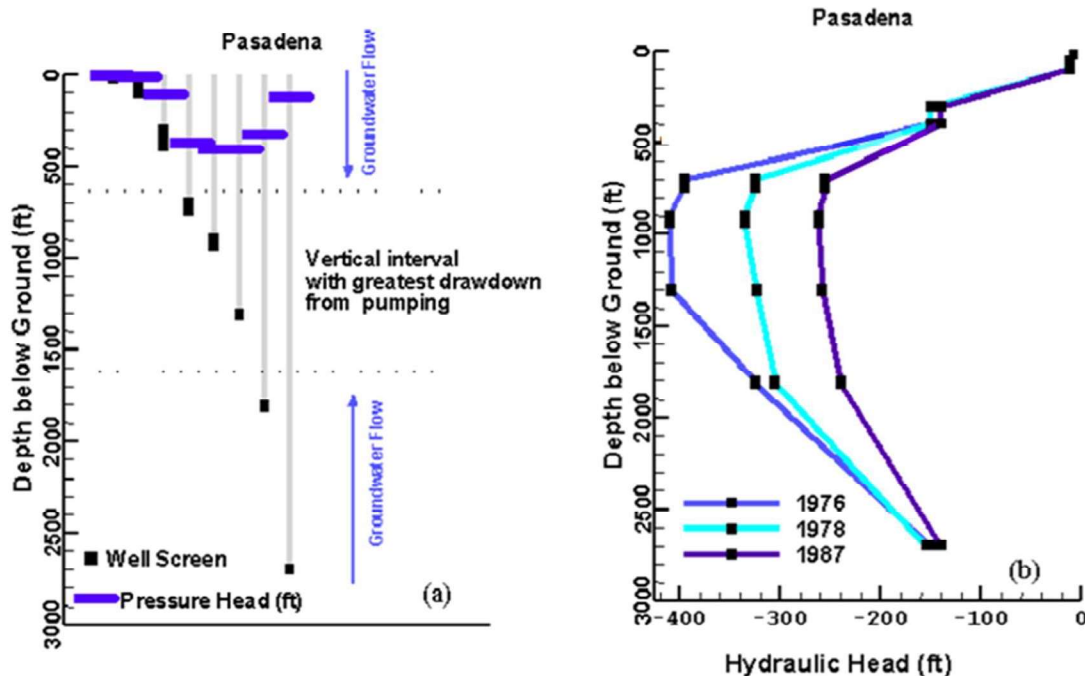 Pasadena
0
500
1000
1500
2000
2500
3000
Depth below Ground (ft)
Groundwater Flow
Vertical interval
with greatest drawdown
from pumping
Groundwater Flow
Well Screen
Pressure Head (ft)
(a)
Pasadena
0
500
1000
1500
2000
2500
3
Depth below Ground (ft)
1976
1978
1987
(b)
-400
-300
-200
-100
0
Hydraulic Head (ft)